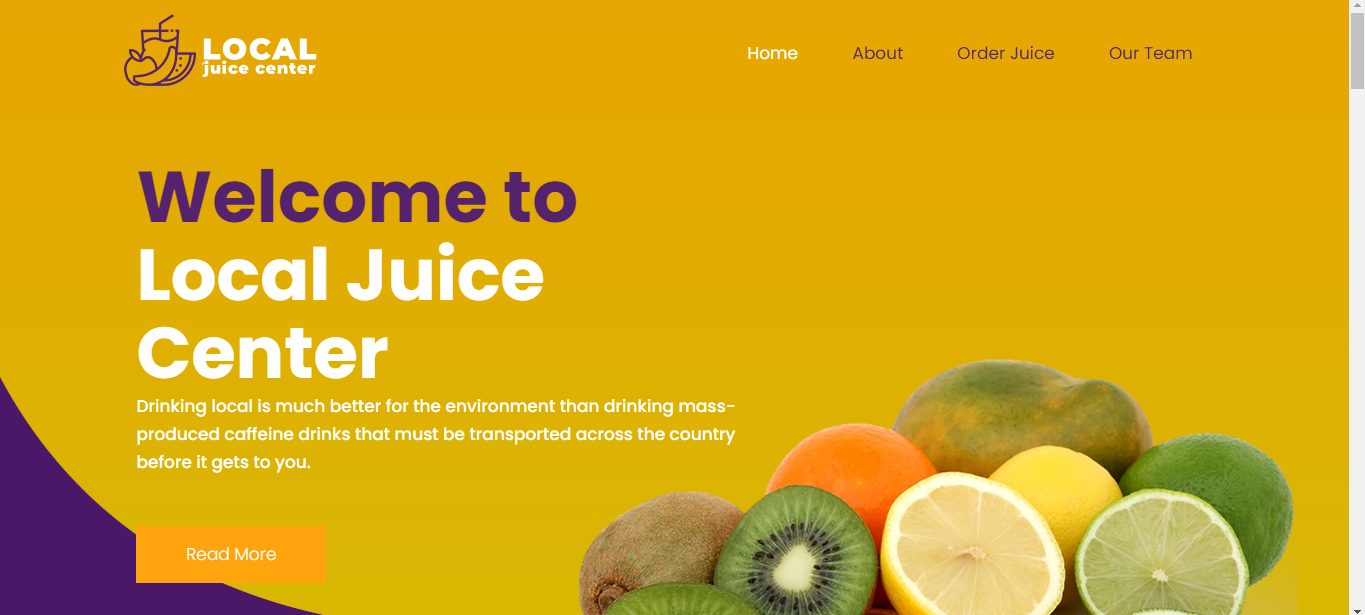 LOCAL
juice center
Home About Order Juice Our Team
Welcome to
Local Juice
Center
Drinking local is much better for the environment than drinking mass-
produced caffeine drinks that must be transported across the country
before it gets to you.
Read More